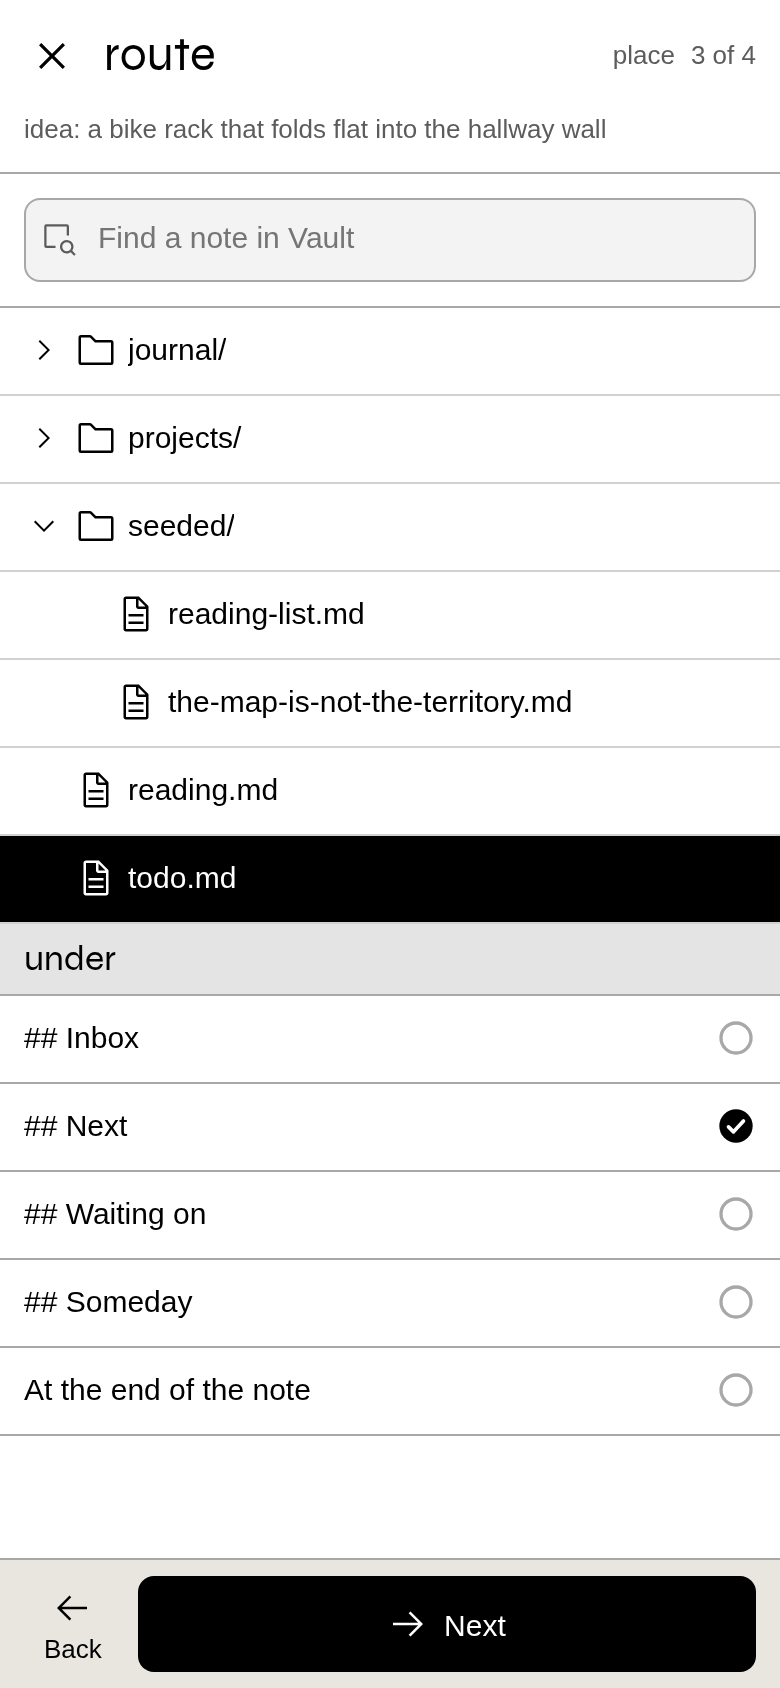 route
place 3 of 4
idea: a bike rack that folds flat into the hallway wall
Find a note in Vault
journal/
projects/
seeded/
reading-list.md
the-map-is-not-the-territory.md
reading.md
todo.md
under
## Inbox
## Next
## Waiting on
## Someday
At the end of the note
Back
Next